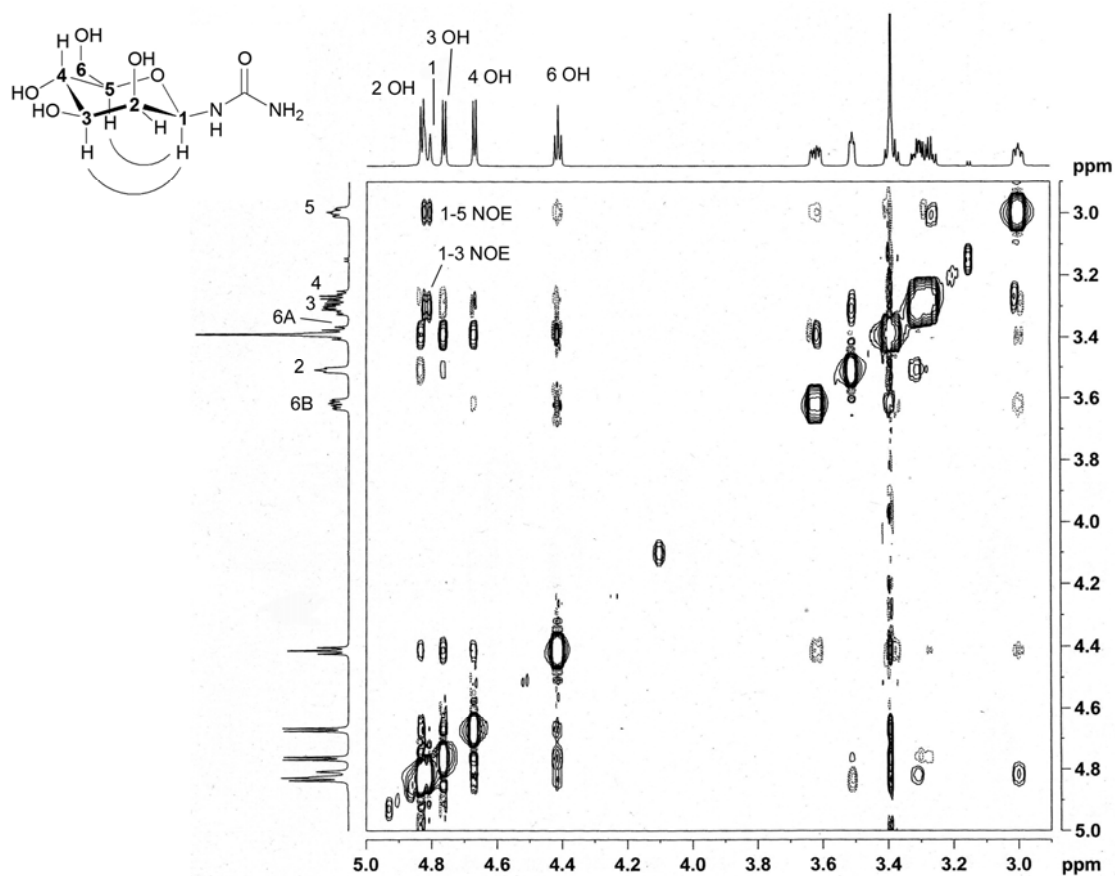 OH
H 6 OH O
4 5 O
HO 2 1 N NH2
HO 3
H H H H
H
2 OH 1 3 OH 4 OH 6 OH
ppm
5
4
3
6A
2
6B
1-5 NOE
1-3 NOE
3.0
3.2
3.4
3.6
3.8
4.0
4.2
4.4
4.6
4.8
5.0
5.0 4.8 4.6 4.4 4.2 4.0 3.8 3.6 3.4 3.2 3.0 ppm